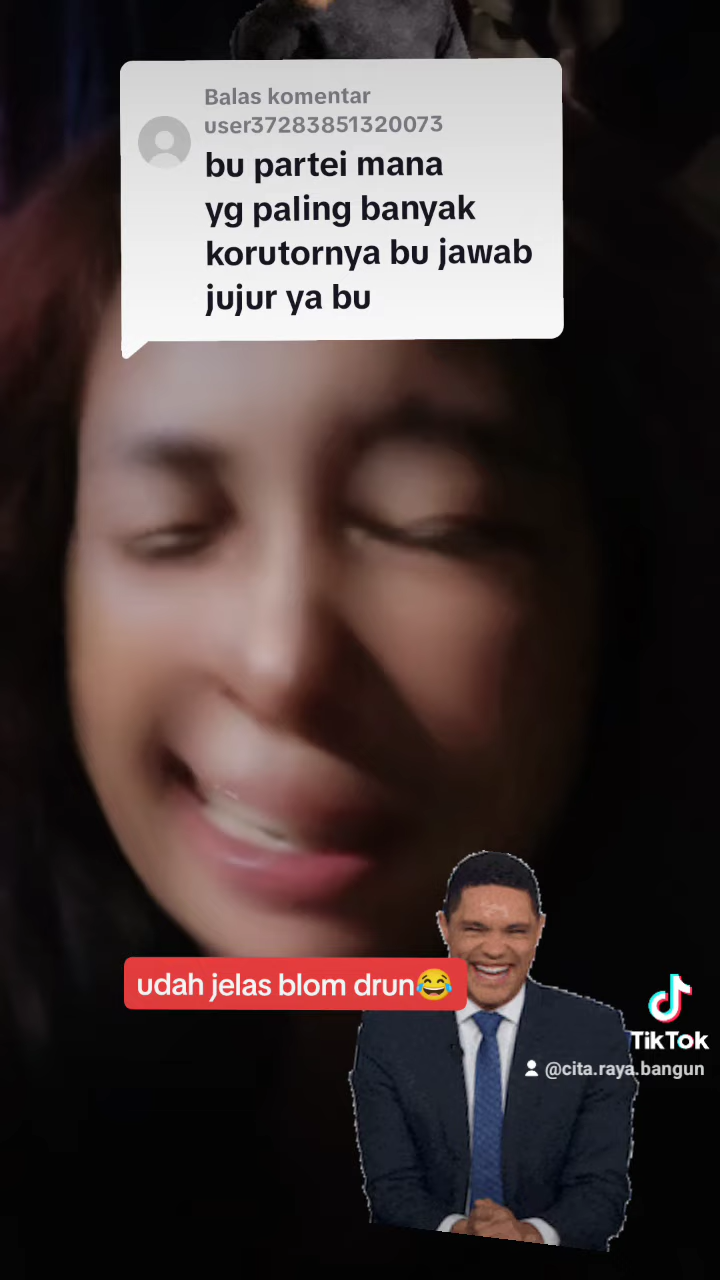 Balas komentar
user37283851320073
bu partei mana
yg paling banyak
korutornya bu jawab
jujur ya bu
udah jelas blom drun😂
TikTok
@cita.raya.bangun